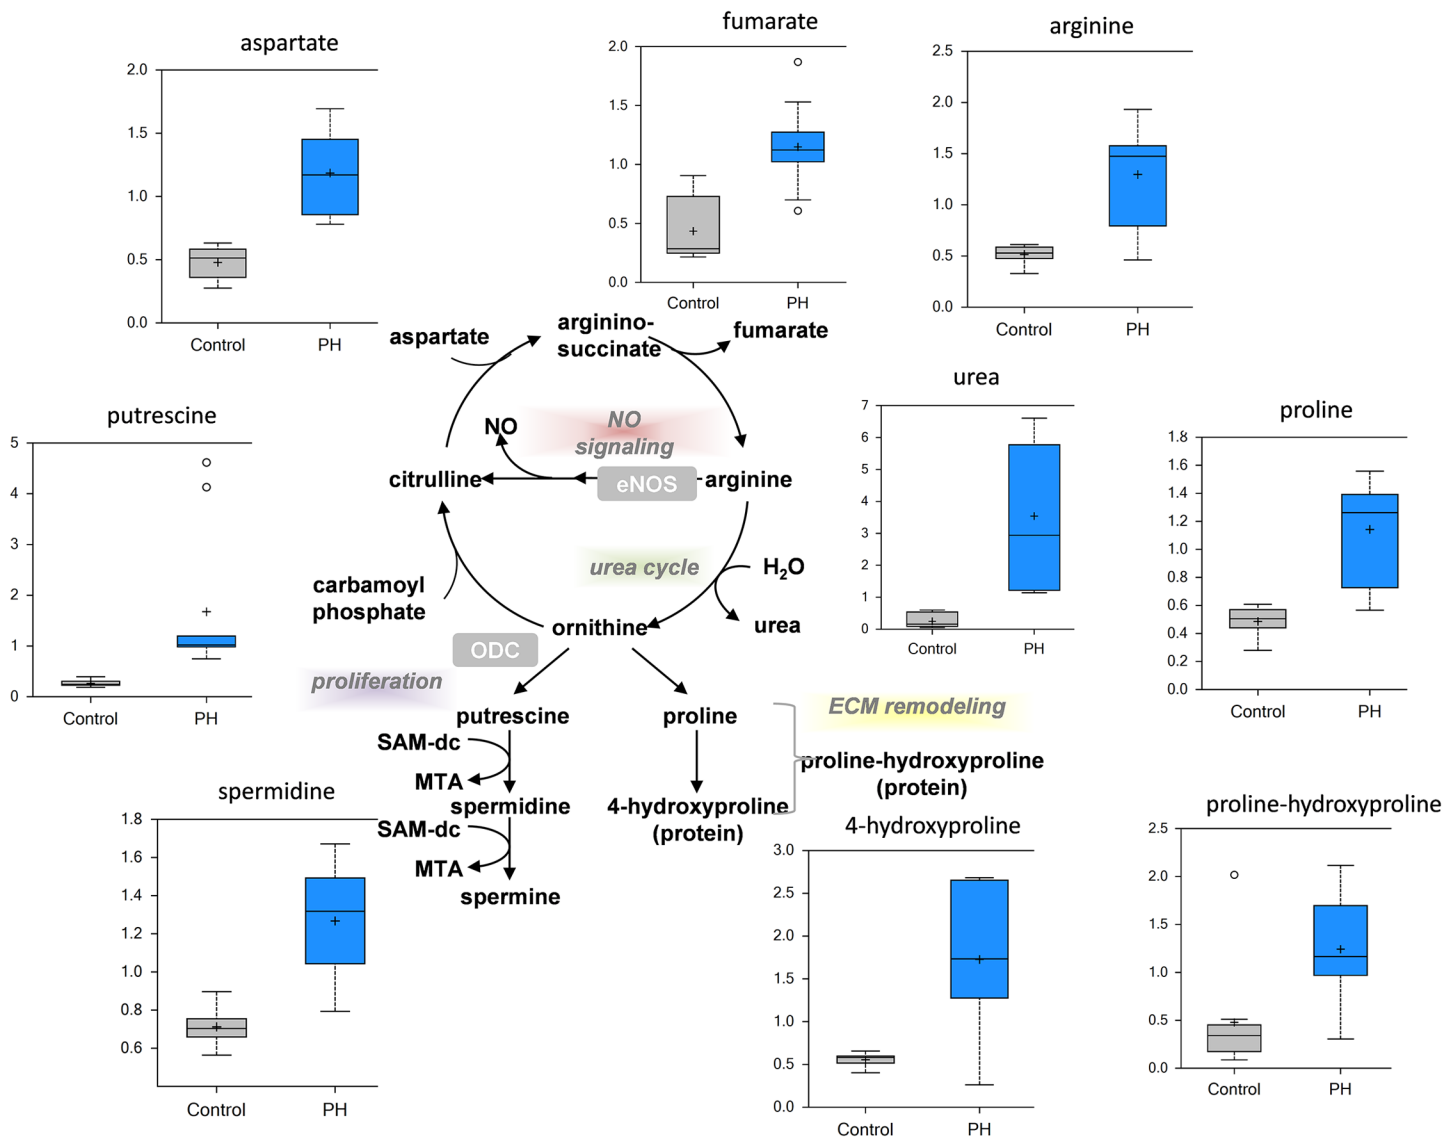 aspartate
2.0
1.5
1.0
0.5
0.0
Control PH
fumarate
2.0
1.5
1.0
0.5
0.0
Control PH
arginine
2.5
2.0
1.5
1.0
0.5
0.0
Control PH
putrescine
5
4
3
2
1
0
Control PH
urea
7
6
5
4
3
2
1
0
Control PH
proline
1.8
1.6
1.4
1.2
1.0
0.8
0.6
0.4
0.2
0.0
Control PH
aspartate
arginino-
succinate
fumarate
NO
NO
signaling
citrulline
eNOS
arginine
urea cycle
H₂O
carbamoyl
phosphate
urea
ornithine
ODC
proliferation
putrescine
proline
ECM remodeling
SAM-dc
MTA
proline-hydroxyproline
(protein)
spermidine
4-hydroxyproline
(protein)
SAM-dc
MTA
spermine
spermidine
1.8
1.6
1.4
1.2
1.0
0.8
0.6
Control PH
4-hydroxyproline
3.0
2.5
2.0
1.5
1.0
0.5
0.0
Control PH
proline-hydroxyproline
2.5
2.0
1.5
1.0
0.5
0.0
Control PH